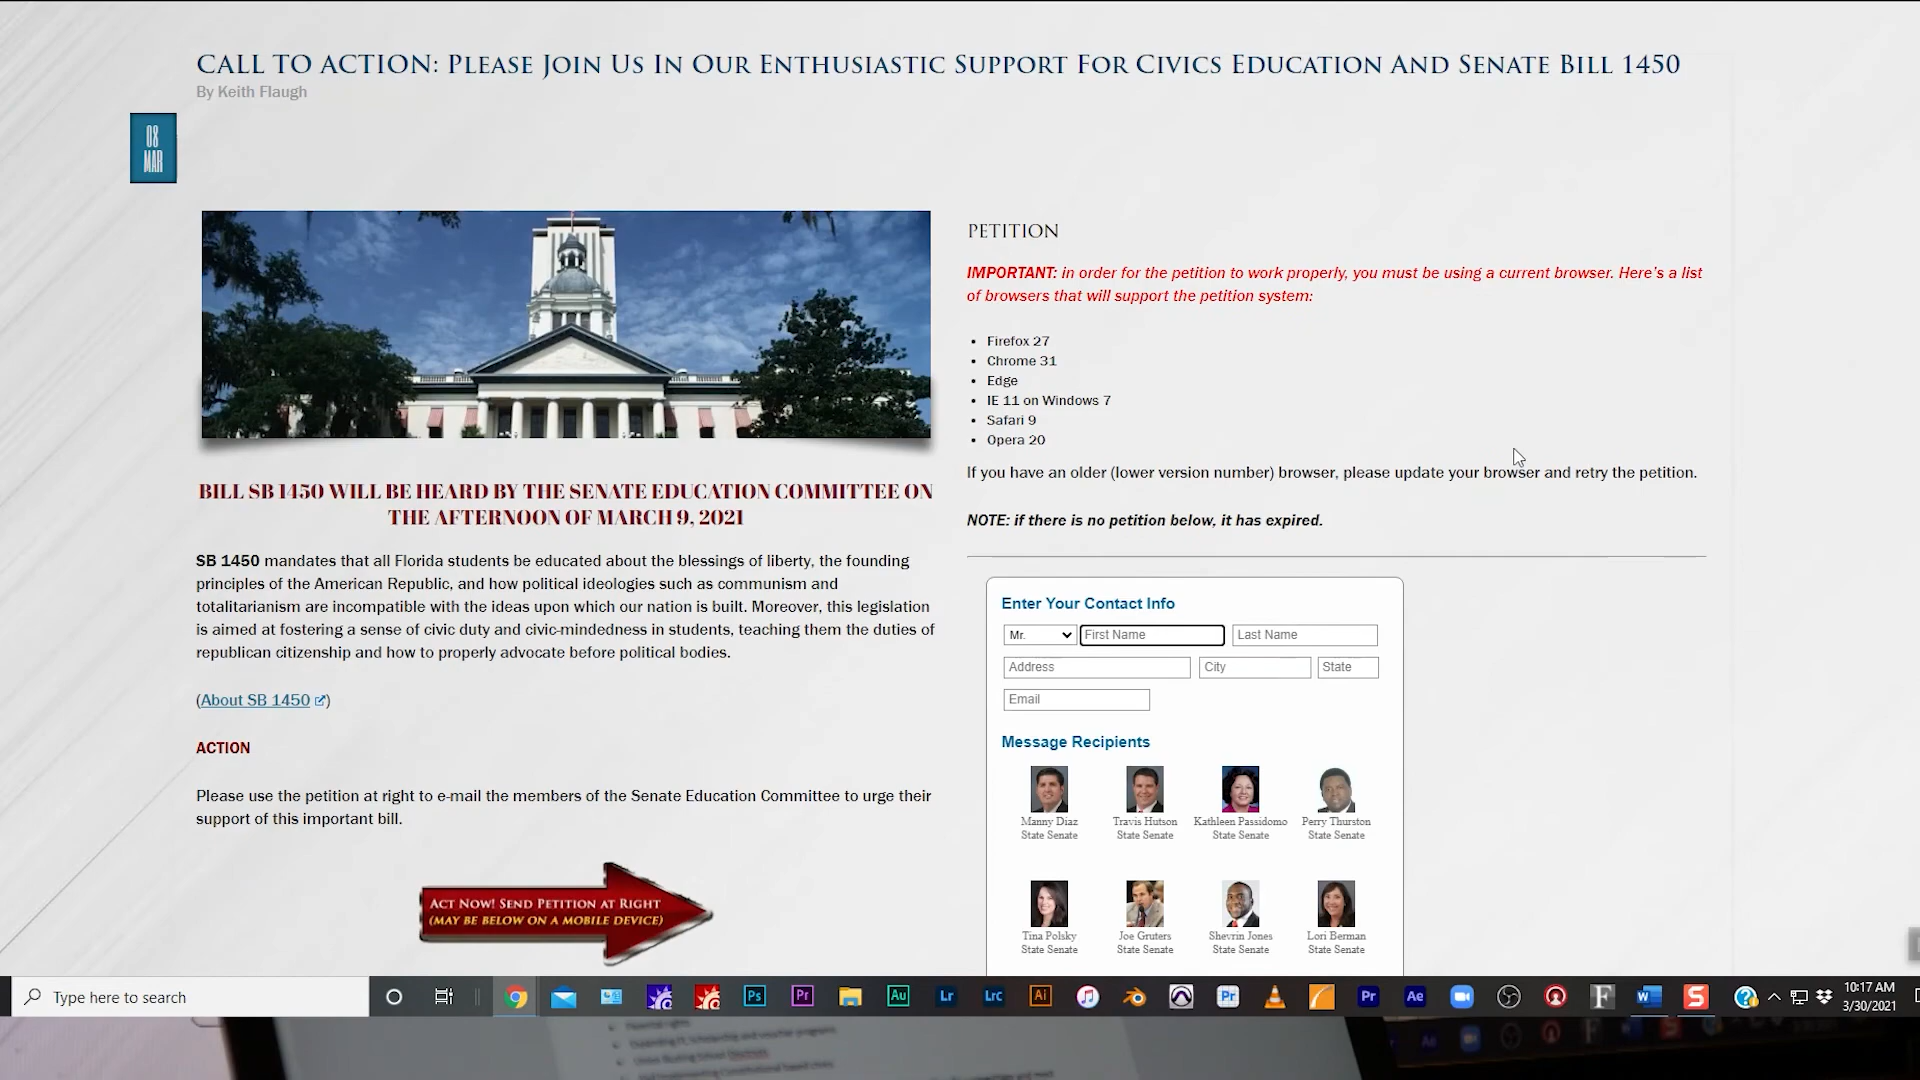 CALL TO ACTION: PLEASE JOIN US IN OUR ENTHUSIASTIC SUPPORT FOR CIVICS EDUCATION AND SENATE BILL 1450
By Keith Flaugh
08
MAR
PETITION
IMPORTANT: in order for the petition to work properly, you must be using a current browser. Here's a list
of browsers that will support the petition system:
• Firefox 27
• Chrome 31
• Edge
• IE 11 on Windows 7
• Safari 9
• Opera 20
If you have an older (lower version number) browser, please update your browser and retry the petition.
NOTE: if there is no petition below, it has expired.
BILL SB 1450 WILL BE HEARD BY THE SENATE EDUCATION COMMITTEE ON
THE AFTERNOON OF MARCH 9, 2021
SB 1450 mandates that all Florida students be educated about the blessings of liberty, the founding
principles of the American Republic, and how political ideologies such as communism and
totalitarianism are incompatible with the ideas upon which our nation is built. Moreover, this legislation
is aimed at fostering a sense of civic duty and civic-mindedness in students, teaching them the duties of
republican citizenship and how to properly advocate before political bodies.
(About SB 1450)
ACTION
Please use the petition at right to e-mail the members of the Senate Education Committee to urge their
support of this important bill.
ACT NOW! SEND PETITION AT RIGHT
(MAY BE BELOW ON A MOBILE DEVICE)
Enter Your Contact Info
Mr. First Name Last Name
Address City State
Email
Message Recipients
Manny Diaz Travis Hutson Kathleen Passidomo Perry Thurston
State Senate State Senate State Senate State Senate
Tina Polsky Joe Gruters Shevrin Jones Lori Berman
State Senate State Senate State Senate State Senate
Type here to search
Ps Pr Au Lr Lrc Ai Pr Pr Ae F W S
10:17 AM
3/30/2021